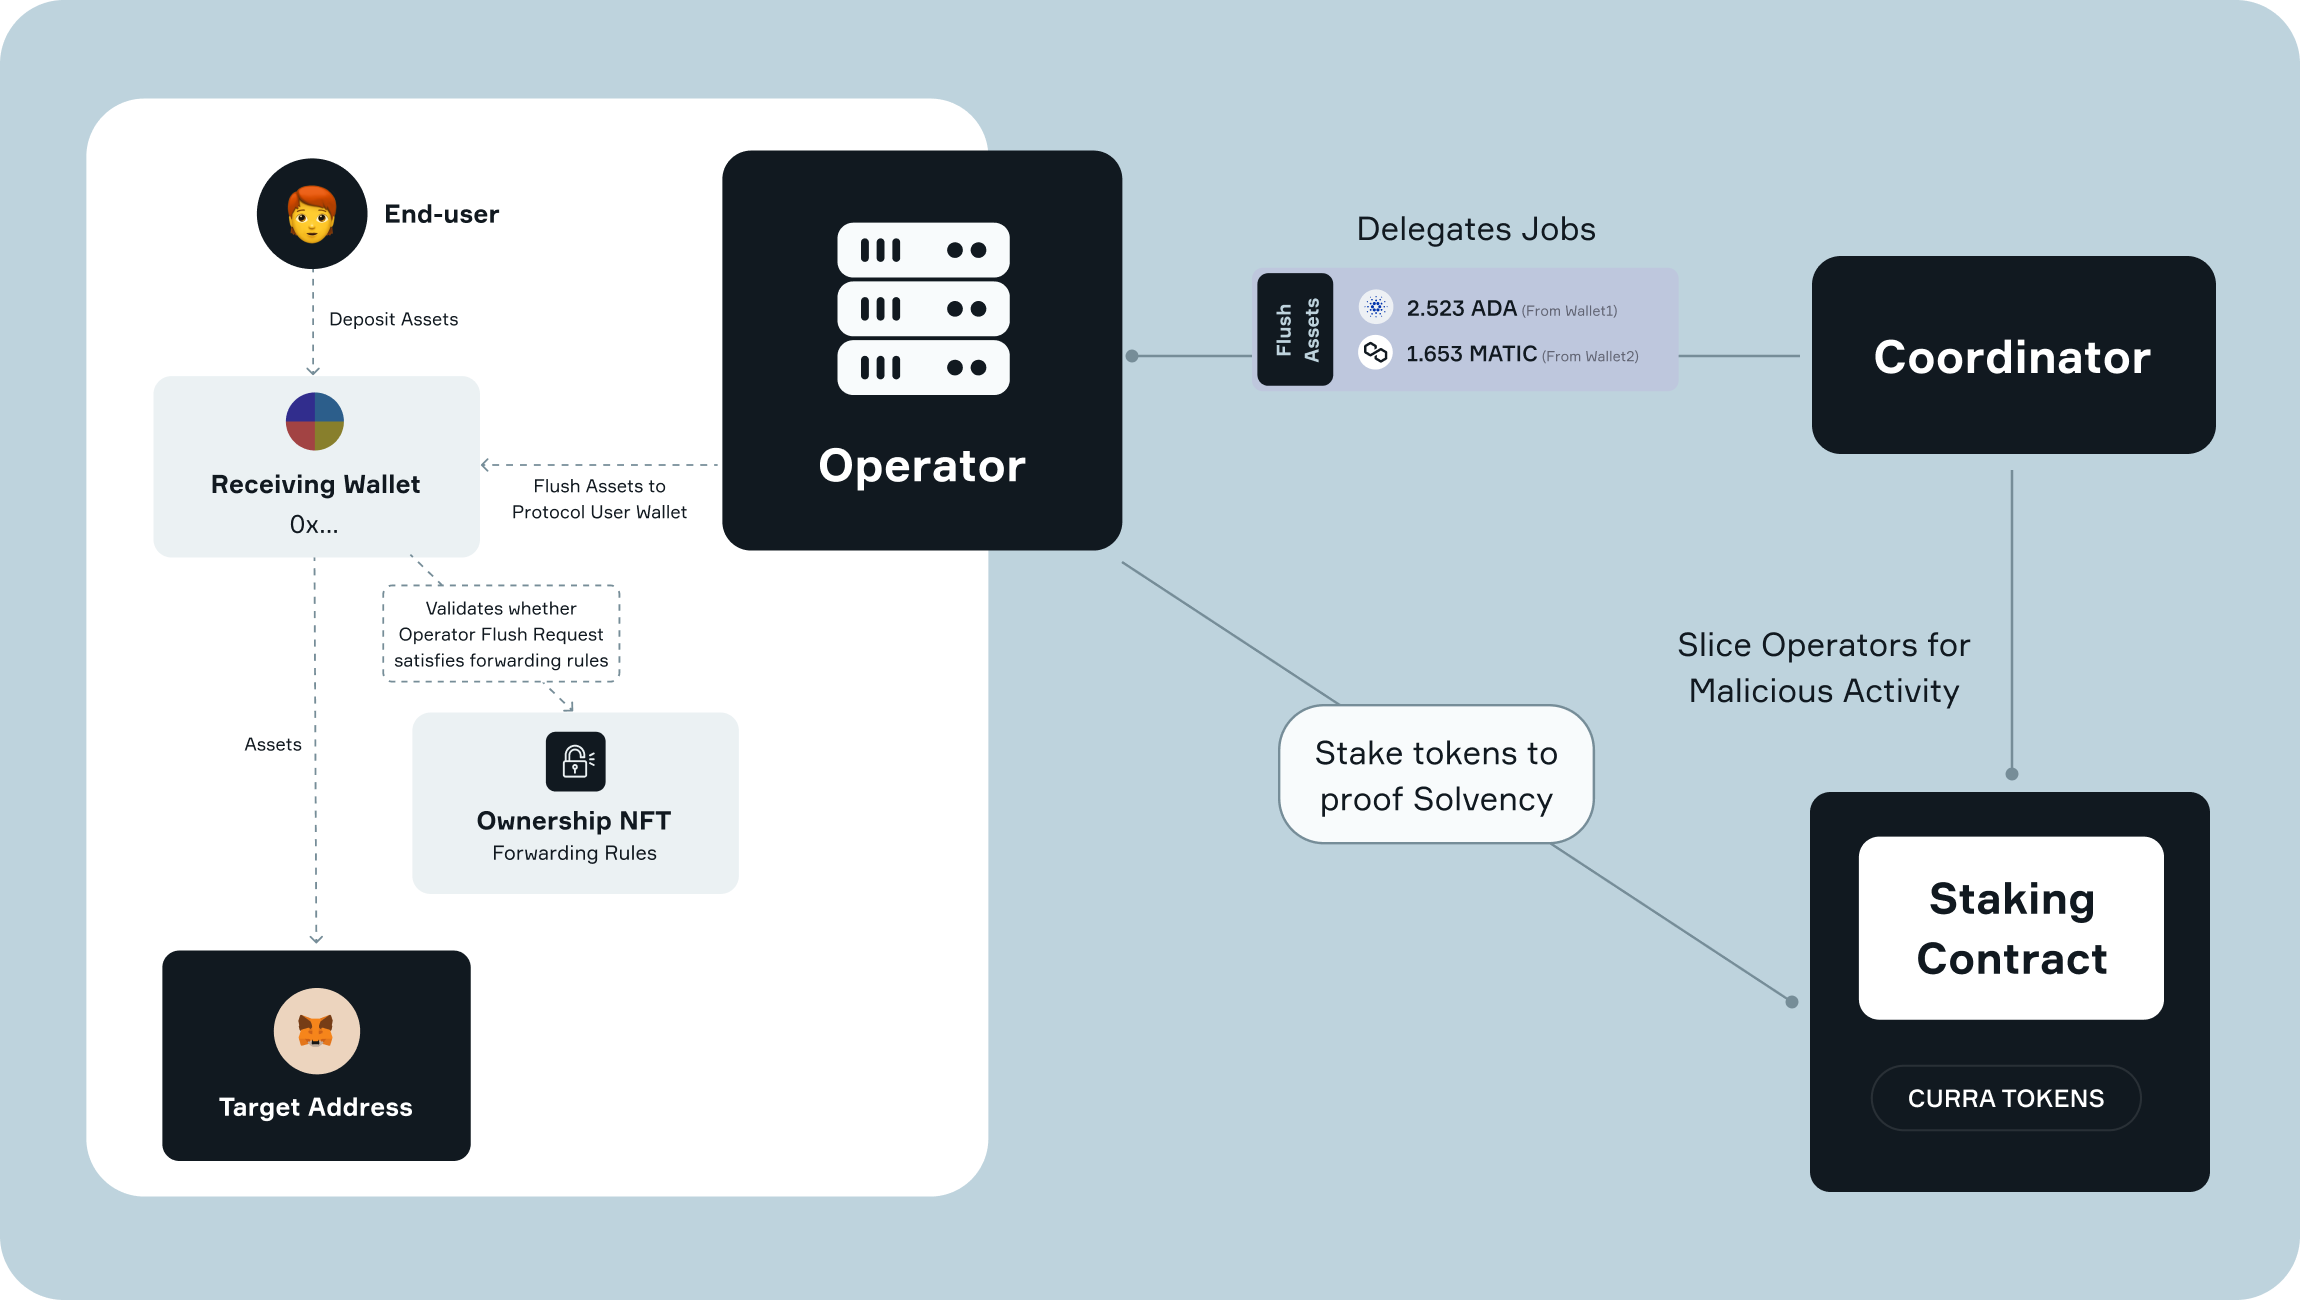 End-user
Deposit Assets
Receiving Wallet
0x...
Flush Assets to
Protocol User Wallet
Operator
Validates whether
Operator Flush Request
satisfies forwarding rules
Assets
Ownership NFT
Forwarding Rules
Target Address
Delegates Jobs
Flush
Assets
2.523 ADA (From Wallet1)
1.653 MATIC (From Wallet2)
Coordinator
Slice Operators for
Malicious Activity
Stake tokens to
proof Solvency
Staking
Contract
CURRA TOKENS